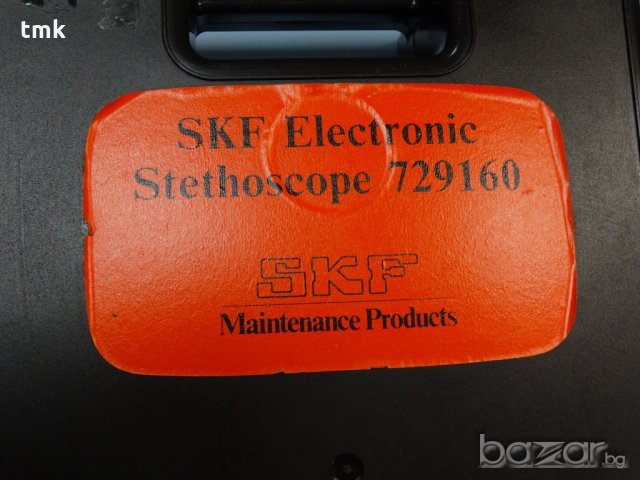 tmk
SKF Electronic
Stethoscope 729160
SKF
Maintenance Products
bazar.bg